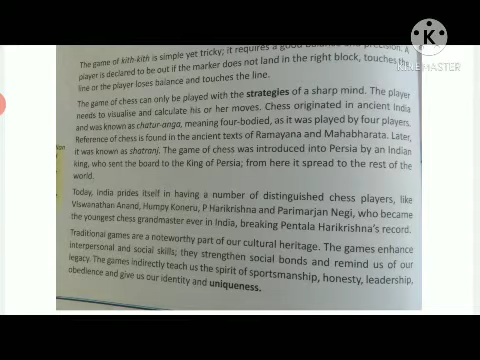 The game of kith-kith is simple yet tricky; it requires a good balance and precision. A
player is declared to be out if the marker does not land in the right block, touches the
line or the player loses balance and touches the line.
The game of chess can only be played with the strategies of a sharp mind. The player
needs to visualise and calculate his or her moves. Chess originated in ancient India
and was known as chatur-anga, meaning four-bodied, as it was played by four players.
Reference of chess is found in the ancient texts of Ramayana and Mahabharata. Later,
it was known as shatranj. The game of chess was introduced into Persia by an Indian
king, who sent the board to the King of Persia; from here it spread to the rest of the
world.
Today, India prides itself in having a number of distinguished chess players, like
Viswanathan Anand, Humpy Koneru, P Harikrishna and Parimarjan Negi, who became
the youngest chess grandmaster ever in India, breaking Pentala Harikrishna's record.
Traditional games are a noteworthy part of our cultural heritage. The games enhance
interpersonal and social skills; they strengthen social bonds and remind us of our
legacy. The games indirectly teach us the spirit of sportsmanship, honesty, leadership,
obedience and give us our identity and uniqueness.